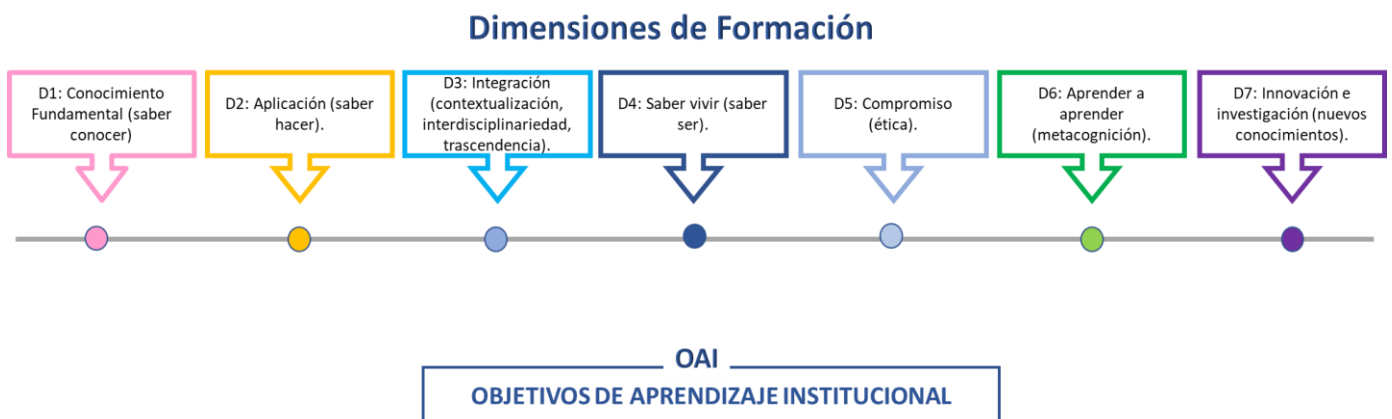 Dimensiones de Formación
D1: Conocimiento
Fundamental (saber
conocer)
D2: Aplicación (saber
hacer).
D3: Integración
(contextualización,
interdisciplinariedad,
trascendencia).
D4: Saber vivir (saber
ser).
D5: Compromiso
(ética).
D6: Aprender a
aprender
(metacognición).
D7: Innovación e
investigación (nuevos
conocimientos).
OAI
OBJETIVOS DE APRENDIZAJE INSTITUCIONAL